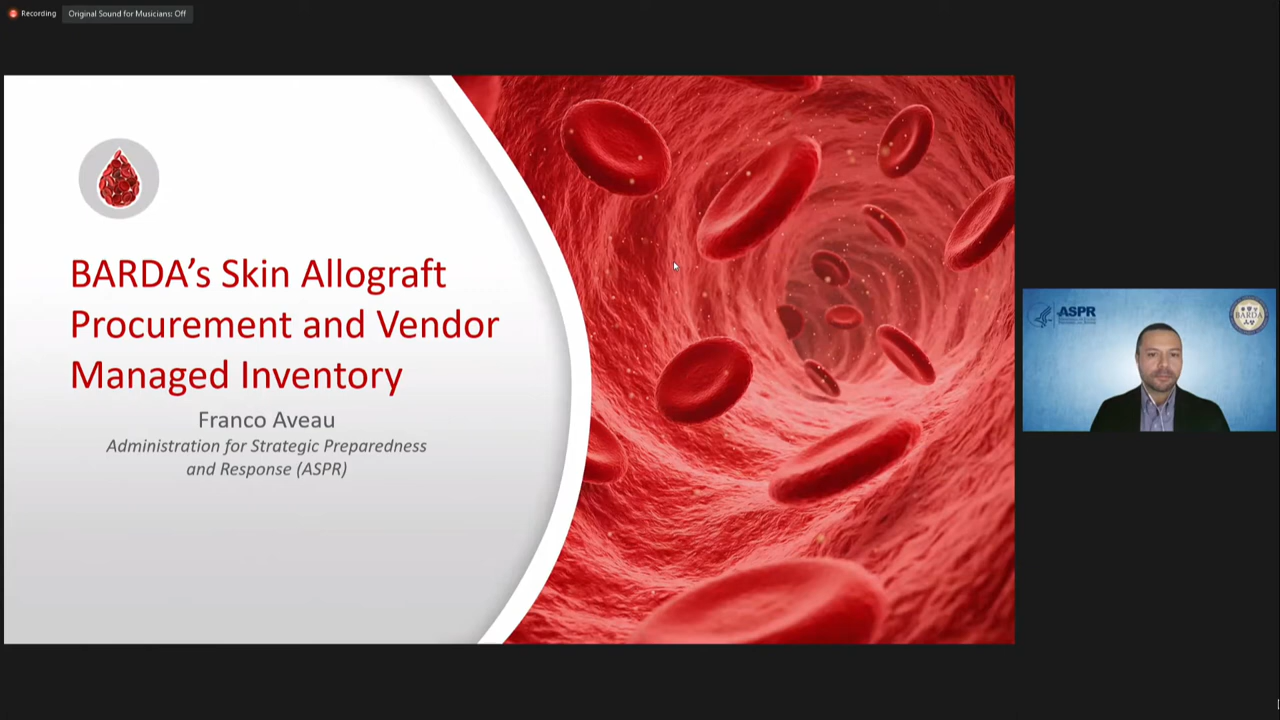 Recording
Original Sound for Musicians: Off
BARDA's Skin Allograft
Procurement and Vendor
Managed Inventory
Franco Aveau
Administration for Strategic Preparedness
and Response (ASPR)
ASPR
BARDA